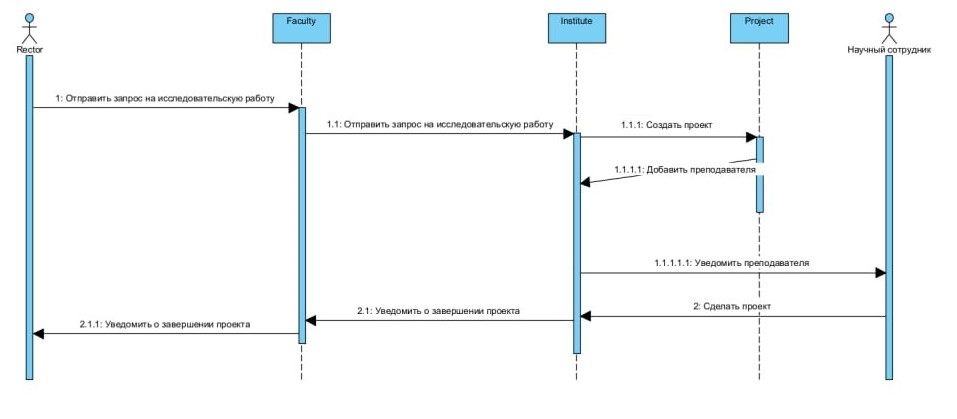 Faculty
Institute
Project
Rector
Научный сотрудник
1: Отправить запрос на исследовательскую работу
1.1: Отправить запрос на исследовательскую работу
1.1.1: Создать проект
1.1.1.1: Добавить преподавателя
1.1.1.1.1: Уведомить преподавателя
2: Сделать проект
2.1: Уведомить о завершении проекта
2.1.1: Уведомить о завершении проекта